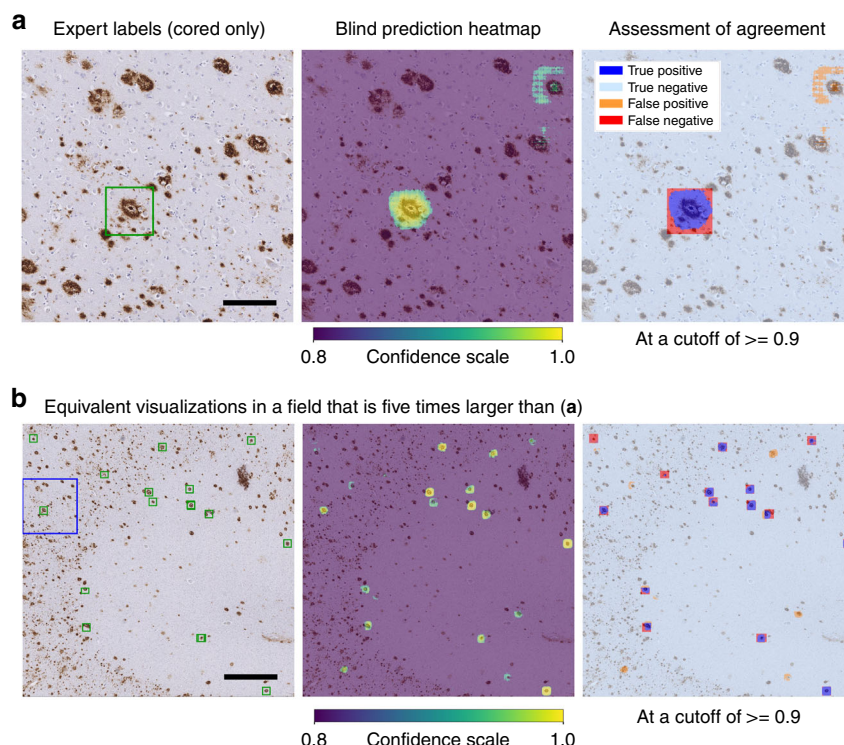 a
Expert labels (cored only)
Blind prediction heatmap
Assessment of agreement
True positive
True negative
False positive
False negative
0.8
Confidence scale
1.0
At a cutoff of >= 0.9
b
Equivalent visualizations in a field that is five times larger than (a)
0.8
Confidence scale
1.0
At a cutoff of >= 0.9